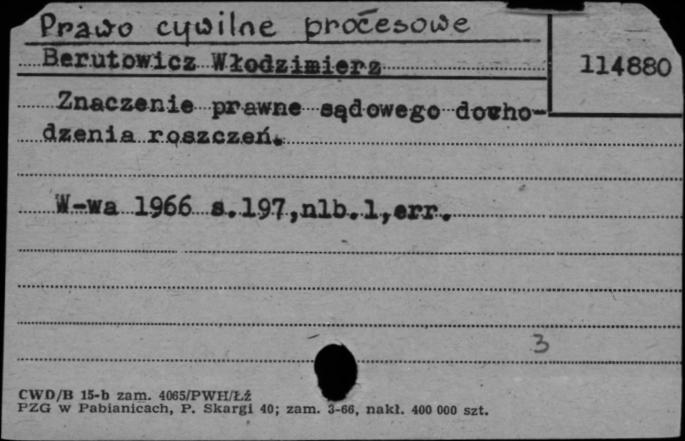 Prawo cywilne procesowe
Berutowicz Włodzimierz
114880
Znaczenie prawne sądowego docho-
dzenia roszczeń.
W-wa 1966 s.197,nlb.1,err.
3
CWD/B 15-b zam. 4065/PWH/ŁŹ
PZG w Pabianicach, P. Skargi 40; zam. 3-66, nakł. 400 000 szt.